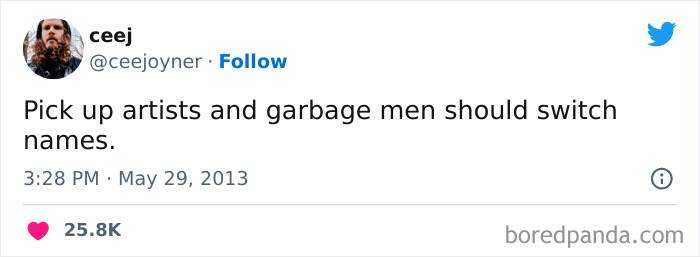 ceej
@ceejoyner · Follow
Pick up artists and garbage men should switch
names.
3:28 PM · May 29, 2013
25.8K
boredpanda.com